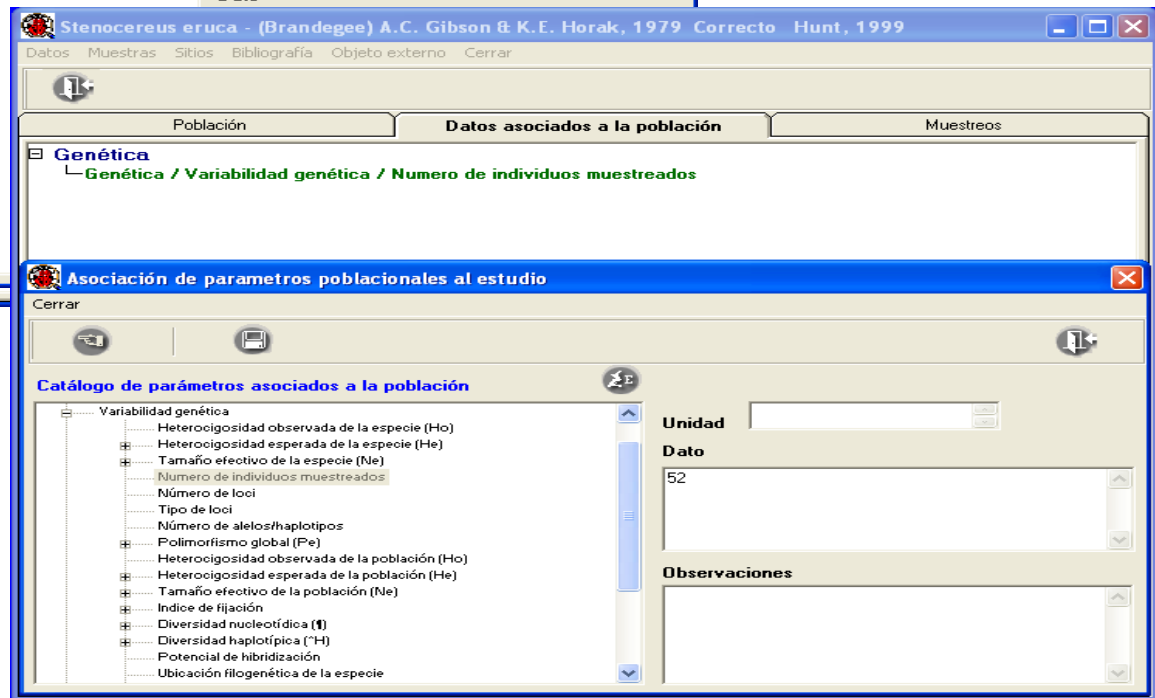 Stenocereus eruca - (Brandegee) A.C. Gibson & K.E. Horak, 1979 Correcto Hunt, 1999
Datos Muestras Sitios Bibliografía Objeto externo Cerrar
Población Datos asociados a la población Muestreos
Genética
Genética / Variabilidad genética / Numero de individuos muestreados
Asociación de parametros poblacionales al estudio
Cerrar
Catálogo de parámetros asociados a la población
Variabilidad genética
Heterocigosidad observada de la especie (Ho)
Heterocigosidad esperada de la especie (He)
Tamaño efectivo de la especie (Ne)
Numero de individuos muestreados
Número de loci
Tipo de loci
Número de alelos/haplotipos
Polimorfismo global (Pe)
Heterocigosidad observada de la población (Ho)
Heterocigosidad esperada de la población (He)
Tamaño efectivo de la población (Ne)
Indice de fijación
Diversidad nucleotídica (¶)
Diversidad haplotípica (^H)
Potencial de hibridización
Ubicación filogenética de la especie
Unidad
Dato
52
Observaciones